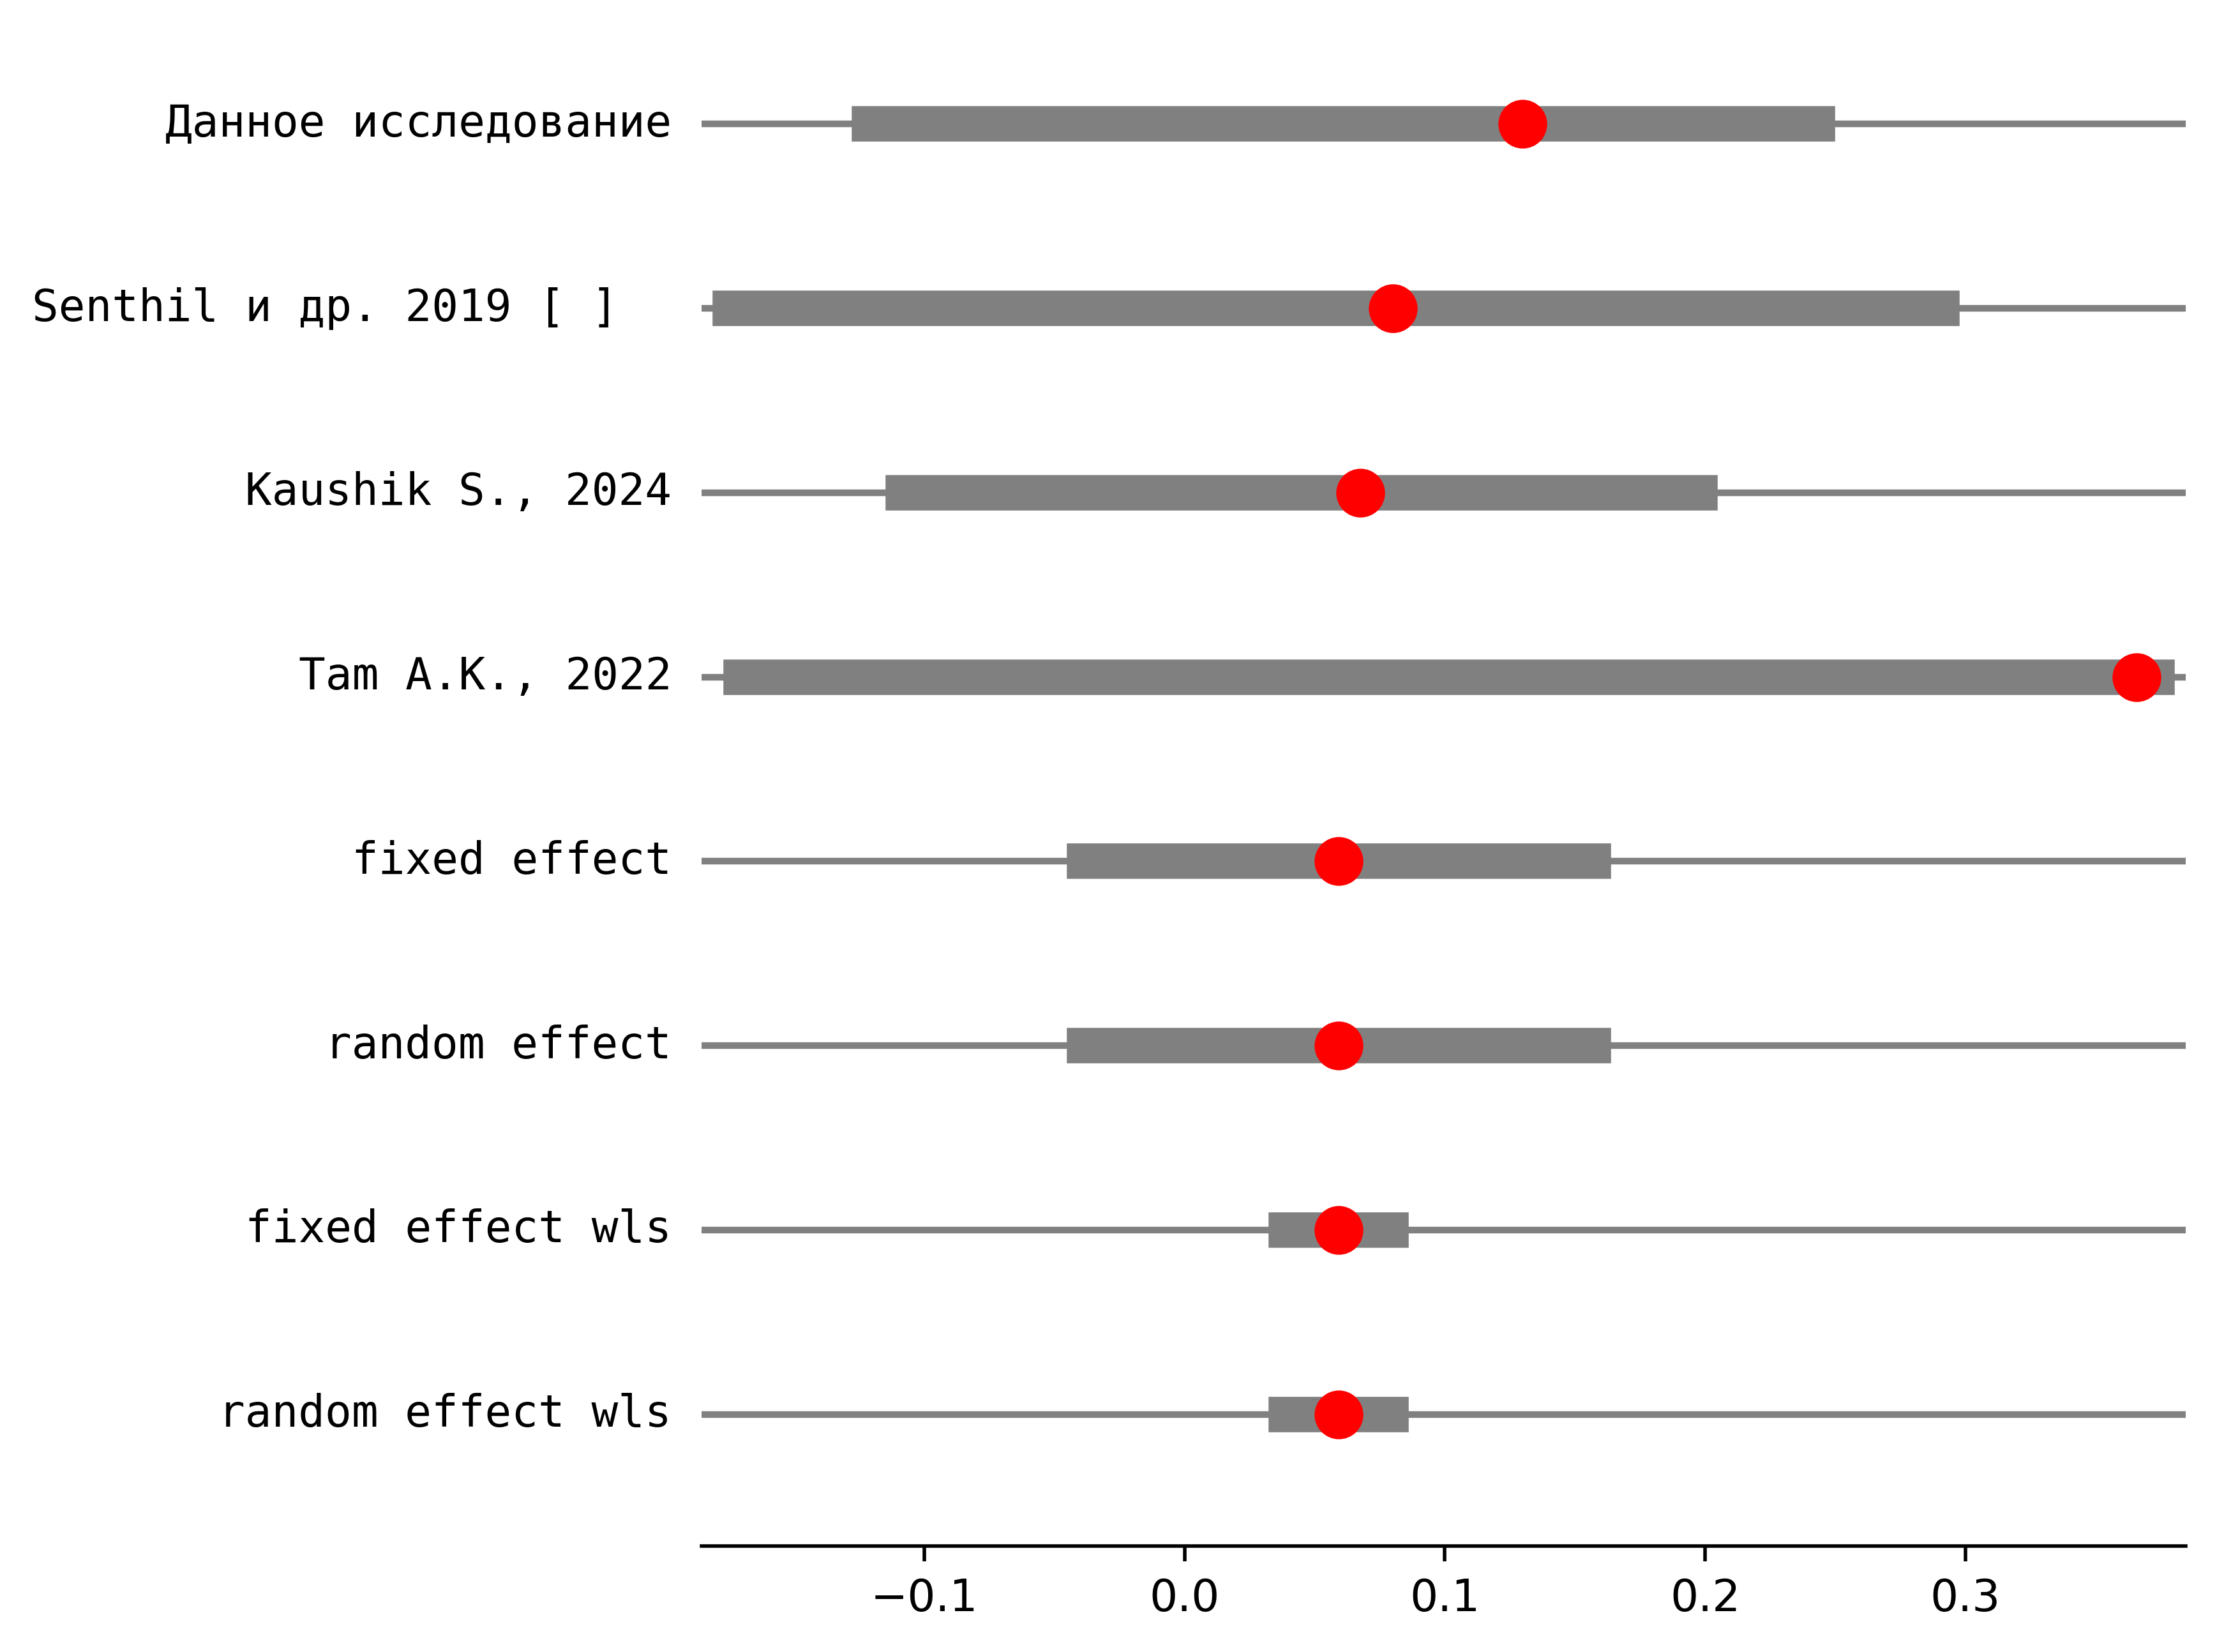 Данное исследование
Senthil и др. 2019 [ ]
Kaushik S., 2024
Tam A.K., 2022
fixed effect
random effect
fixed effect wls
random effect wls
−0.1 0.0 0.1 0.2 0.3